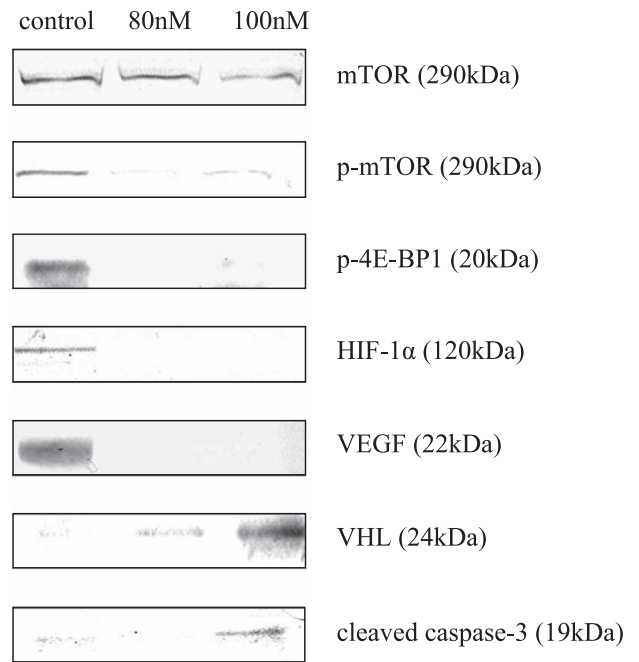 control 80nM 100nM
mTOR (290kDa)
p-mTOR (290kDa)
p-4E-BP1 (20kDa)
HIF-1α (120kDa)
VEGF (22kDa)
VHL (24kDa)
cleaved caspase-3 (19kDa)